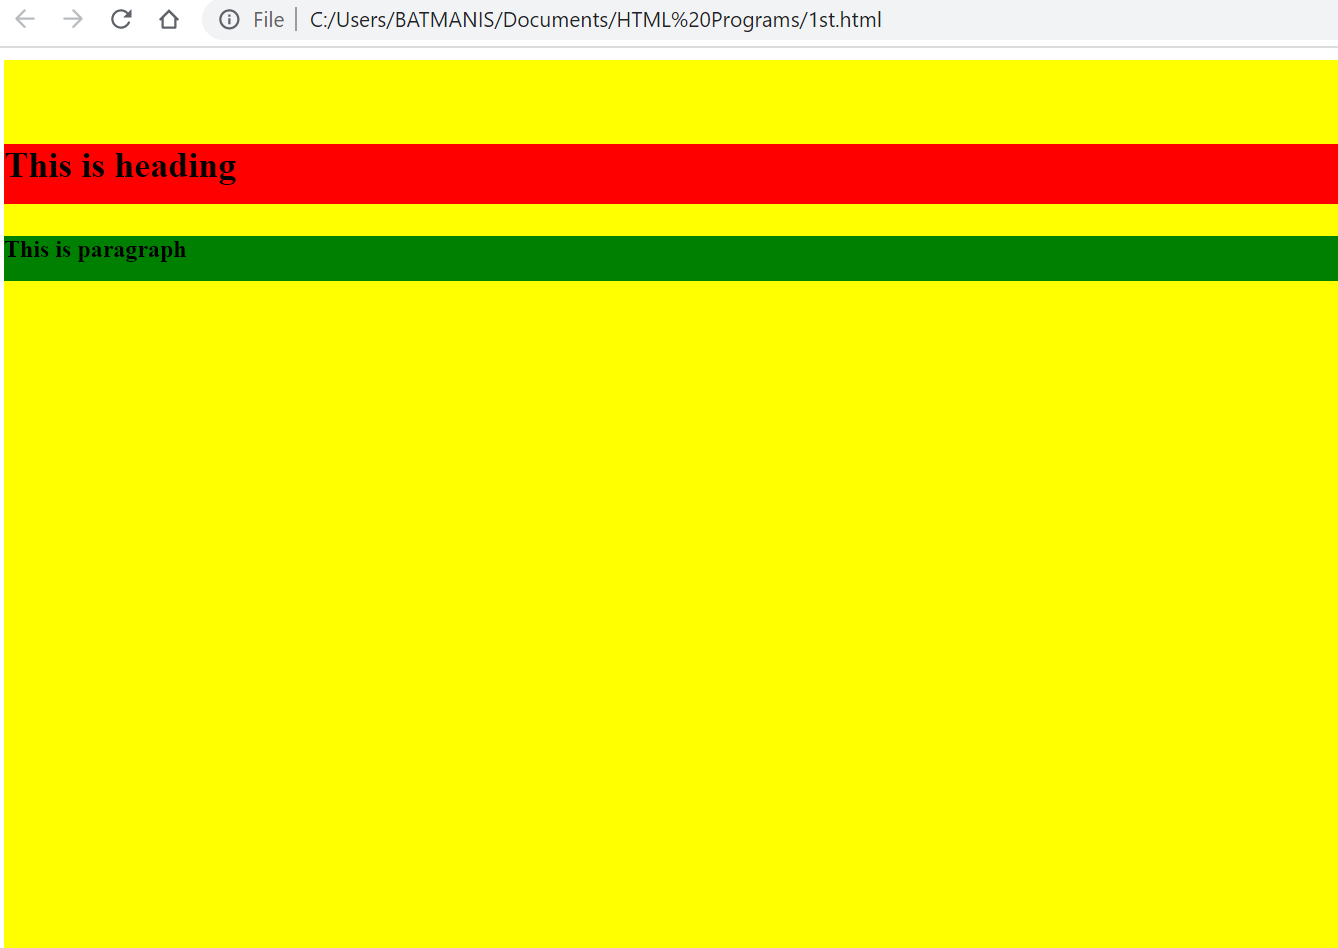 File C:/Users/BATMANIS/Documents/HTML%20Programs/1st.html
This is heading
This is paragraph